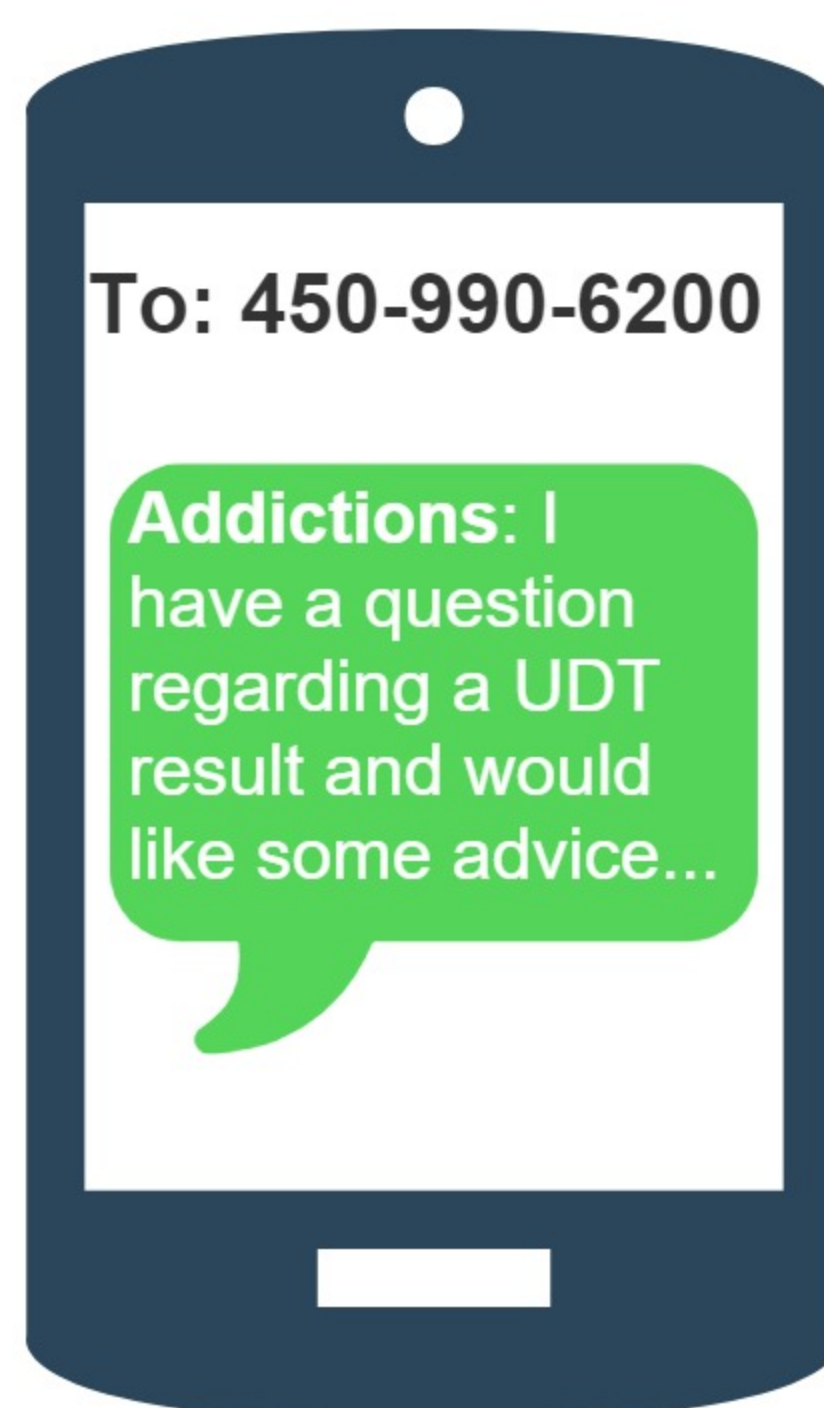 To: 450-990-6200
Addictions: I
have a question
regarding a UDT
result and would
like some advice...